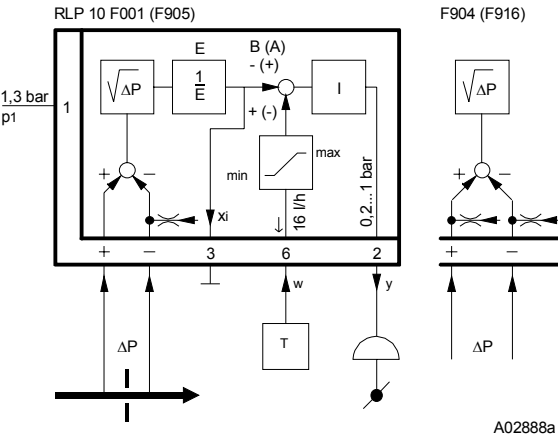 RLP 10 F001 (F905)
F904 (F916)
E
B (A)
- (+)
√ΔP
1
E
I
√ΔP
1,3 bar
p1
1
+ (-)
min
max
+ −
+ −
xi
↓ 16 l/h
0,2... 1 bar
+ − 3 6 2
+ −
w
y
ΔP
T
ΔP
A02888a